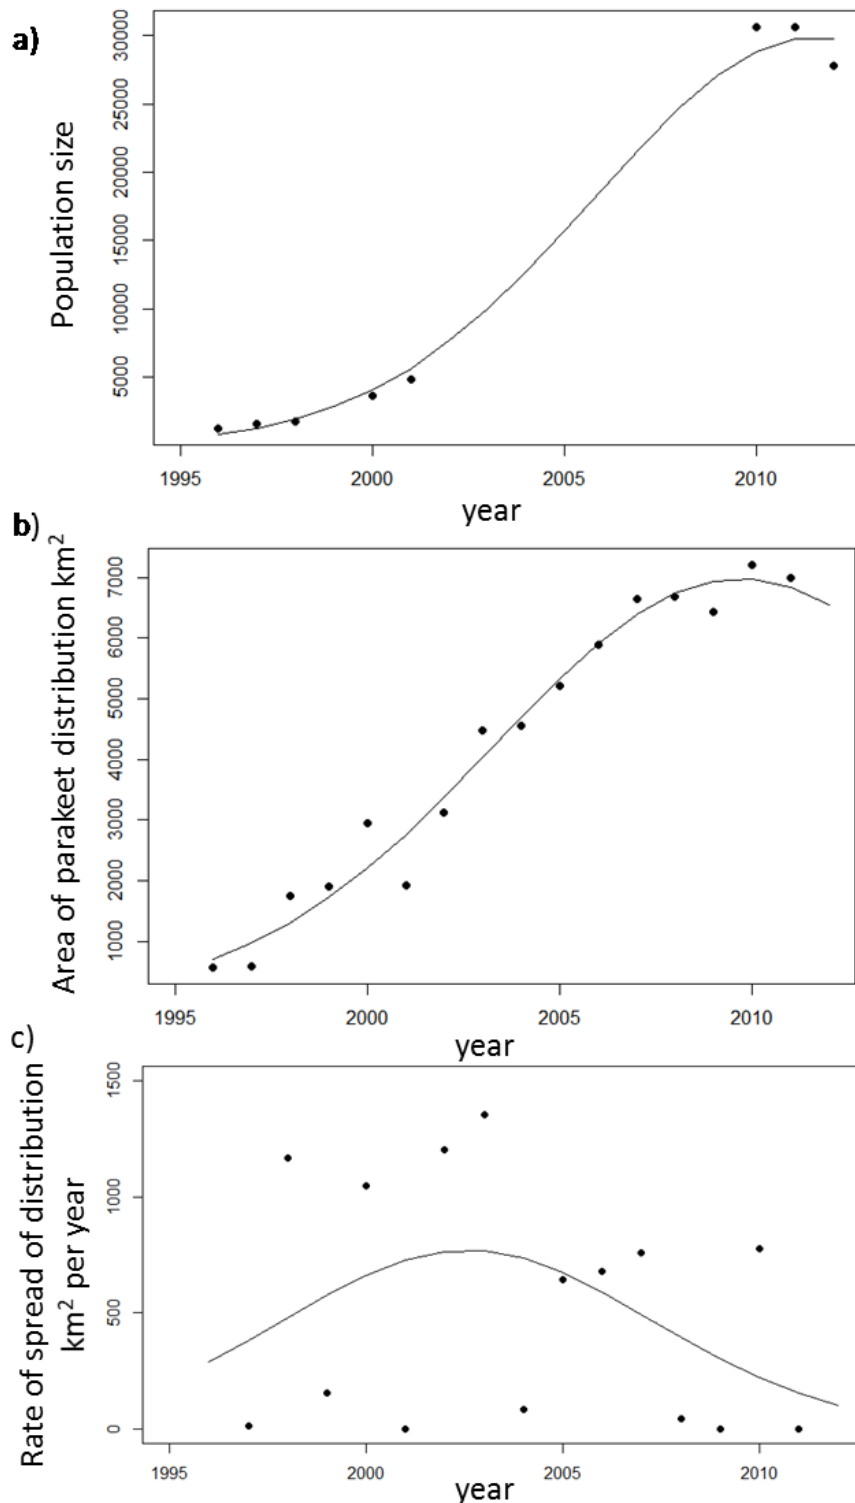 a)
Population size
30000
25000
20000
15000
10000
5000
1995 2000 2005 2010
year
b)
Area of parakeet distribution km²
7000
6000
5000
4000
3000
2000
1000
1995 2000 2005 2010
year
c)
Rate of spread of distribution
km² per year
1500
1000
500
0
1995 2000 2005 2010
year